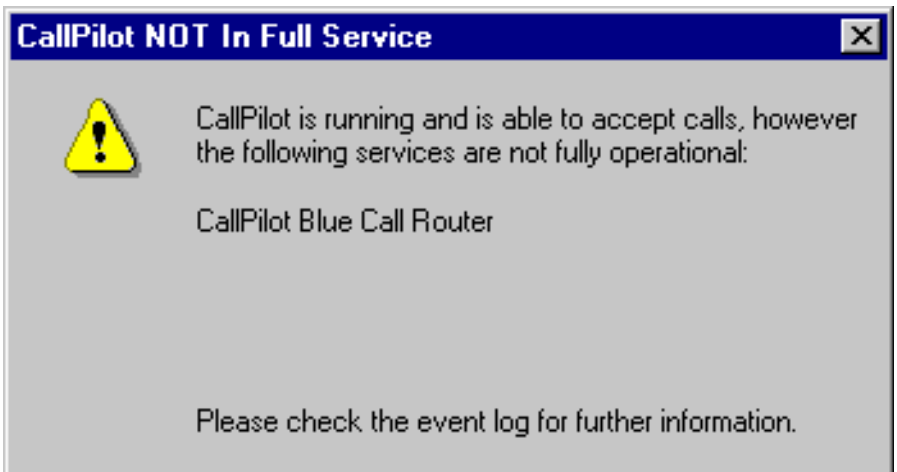 CallPilot NOT In Full Service
CallPilot is running and is able to accept calls, however
the following services are not fully operational:
CallPilot Blue Call Router
Please check the event log for further information.